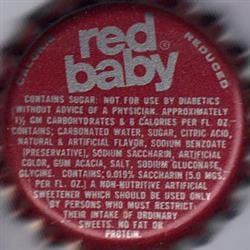 CALORIE REDUCED
red
baby®
CONTAINS SUGAR: NOT FOR USE BY DIABETICS
WITHOUT ADVICE OF A PHYSICIAN. APPROXIMATELY
1½ GM CARBOHYDRATES & 6 CALORIES PER FL. OZ.
CONTAINS; CARBONATED WATER, SUGAR, CITRIC ACID,
NATURAL & ARTIFICIAL FLAVOR, SODIUM BENZOATE
(PRESERVATIVE), SODIUM SACCHARIN, ARTIFICIAL
COLOR, GUM ACACIA, SALT, SODIUM GLUCONATE,
GLYCINE. CONTAINS; 0.019% SACCHARIN (5.0 MGS.
PER FL. OZ.) A NON-NUTRITIVE ARTIFICIAL
SWEETENER WHICH SHOULD BE USED ONLY
BY PERSONS WHO MUST RESTRICT
THEIR INTAKE OF ORDINARY
SWEETS. NO FAT OR
PROTEIN.